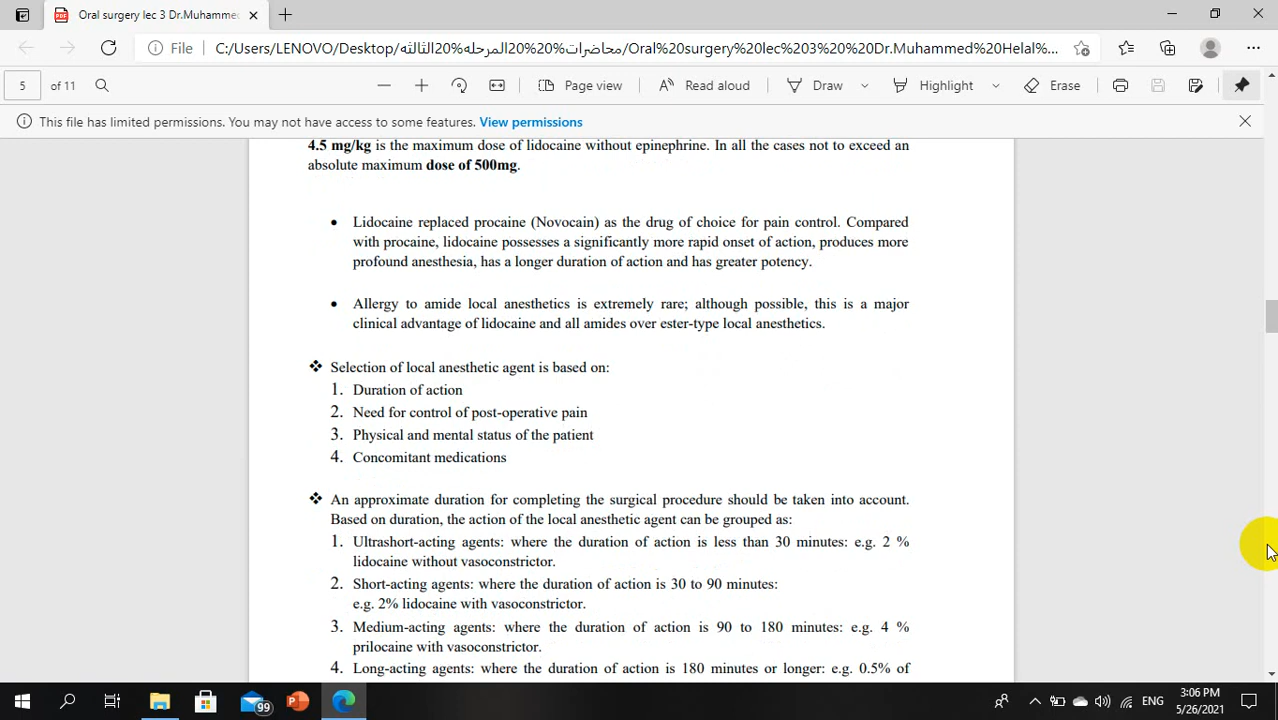 Oral surgery lec 3 Dr.Muhammed
File
C:/Users/LENOVO/Desktop/محاضرات%20%20المرحله%20الثالثه/Oral%20surgery%20lec%203%20%20Dr.Muhammed%20Helal%...
5 of 11
Page view
Read aloud
Draw
Highlight
Erase
This file has limited permissions. You may not have access to some features. View permissions
4.5 mg/kg is the maximum dose of lidocaine without epinephrine. In all the cases not to exceed an
absolute maximum dose of 500mg.
• Lidocaine replaced procaine (Novocain) as the drug of choice for pain control. Compared
with procaine, lidocaine possesses a significantly more rapid onset of action, produces more
profound anesthesia, has a longer duration of action and has greater potency.
• Allergy to amide local anesthetics is extremely rare; although possible, this is a major
clinical advantage of lidocaine and all amides over ester-type local anesthetics.
❖ Selection of local anesthetic agent is based on:
1. Duration of action
2. Need for control of post-operative pain
3. Physical and mental status of the patient
4. Concomitant medications
❖ An approximate duration for completing the surgical procedure should be taken into account.
Based on duration, the action of the local anesthetic agent can be grouped as:
1. Ultrashort-acting agents: where the duration of action is less than 30 minutes: e.g. 2 %
lidocaine without vasoconstrictor.
2. Short-acting agents: where the duration of action is 30 to 90 minutes:
e.g. 2% lidocaine with vasoconstrictor.
3. Medium-acting agents: where the duration of action is 90 to 180 minutes: e.g. 4 %
prilocaine with vasoconstrictor.
4. Long-acting agents: where the duration of action is 180 minutes or longer: e.g. 0.5% of
99
ENG
3:06 PM
5/26/2021